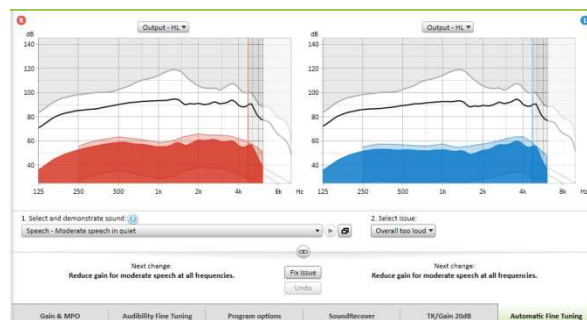 R
L
Output - HL
Output - HL
dB
dB
140
120
100
80
60
40
125 250 500 1k 2k 4k 8k Hz
140
120
100
80
60
40
125 250 500 1k 2k 4k 8k Hz
1. Select and demonstrate sound:
2. Select issue:
Speech - Moderate speech in quiet
Overall too loud
Next change:
Reduce gain for moderate speech at all frequencies.
Fix issue
Undo
Next change:
Reduce gain for moderate speech at all frequencies.
Gain & MPO Audibility Fine Tuning Program options SoundRecover TK/Gain 20dB Automatic Fine Tuning